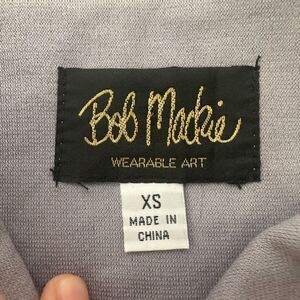 Bob Mackie
WEARABLE ART
XS
MADE IN
CHINA